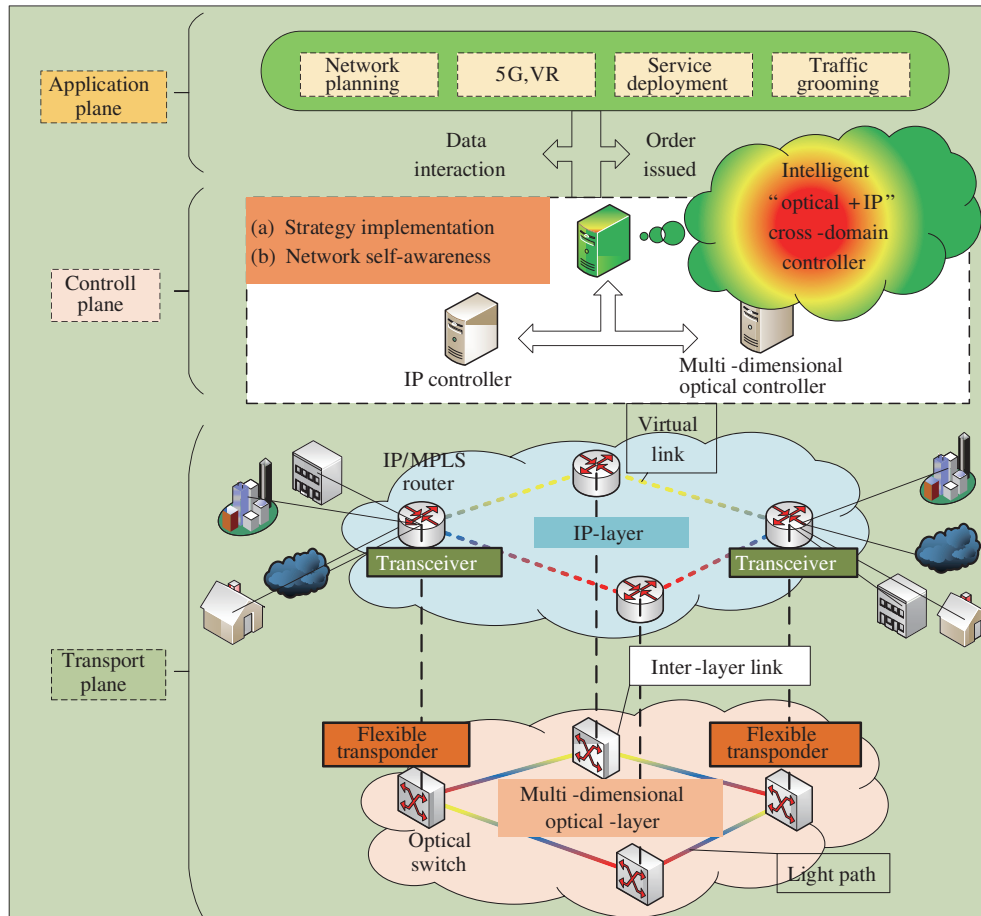 Network
planning
5G,VR
Service
deployment
Traffic
grooming
Application
plane
Data
interaction
Order
issued
Intelligent
“optical +IP”
cross -domain
controller
(a) Strategy implementation
(b) Network self-awareness
Controll
plane
IP controller
Multi -dimensional
optical controller
Virtual
link
IP/MPLS
router
IP-layer
Transceiver
Transceiver
Transport
plane
Inter -layer link
Flexible
transponder
Flexible
transponder
Multi -dimensional
optical -layer
Optical
switch
Light path